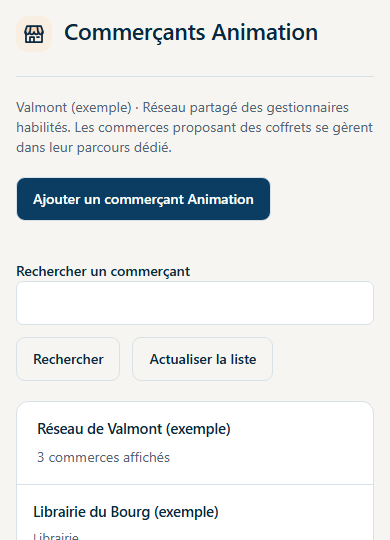 Commerçants Animation
Valmont (exemple) · Réseau partagé des gestionnaires
habilités. Les commerces proposant des coffrets se gèrent
dans leur parcours dédié.
Ajouter un commerçant Animation
Rechercher un commerçant
Rechercher
Actualiser la liste
Réseau de Valmont (exemple)
3 commerces affichés
Librairie du Bourg (exemple)
Librairie